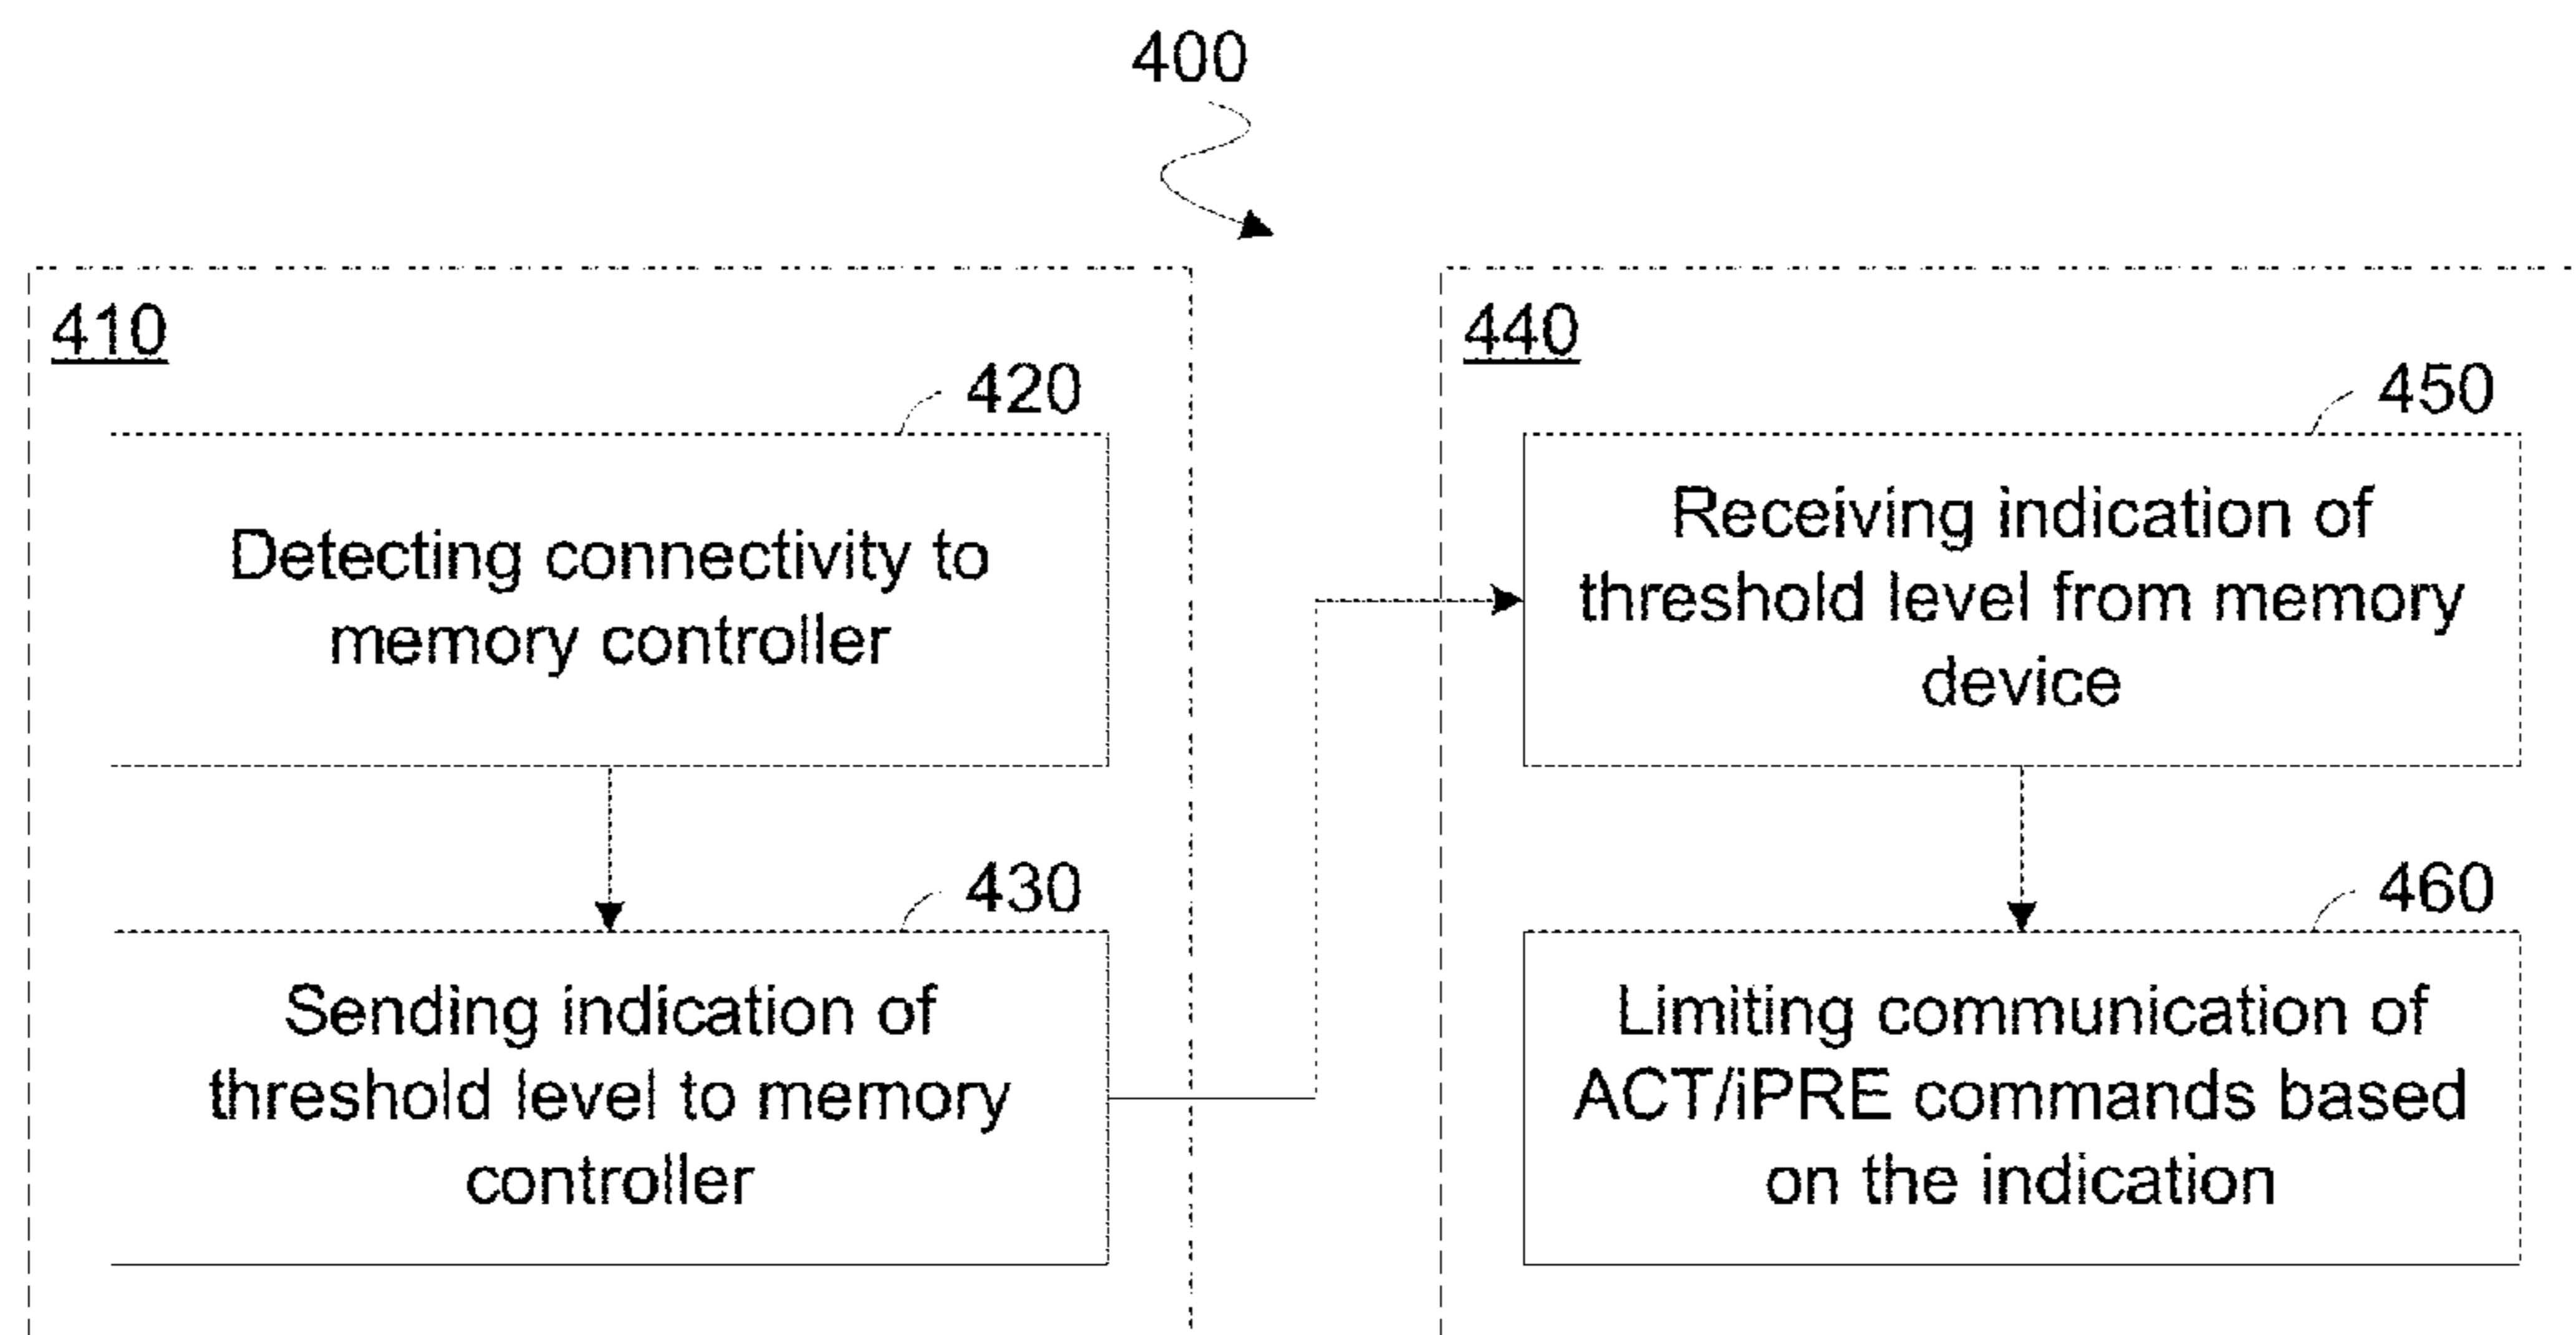 400
410
420
Detecting connectivity to
memory controller
430
Sending indication of
threshold level to memory
controller
440
450
Receiving indication of
threshold level from memory
device
460
Limiting communication of
ACT/iPRE commands based
on the indication